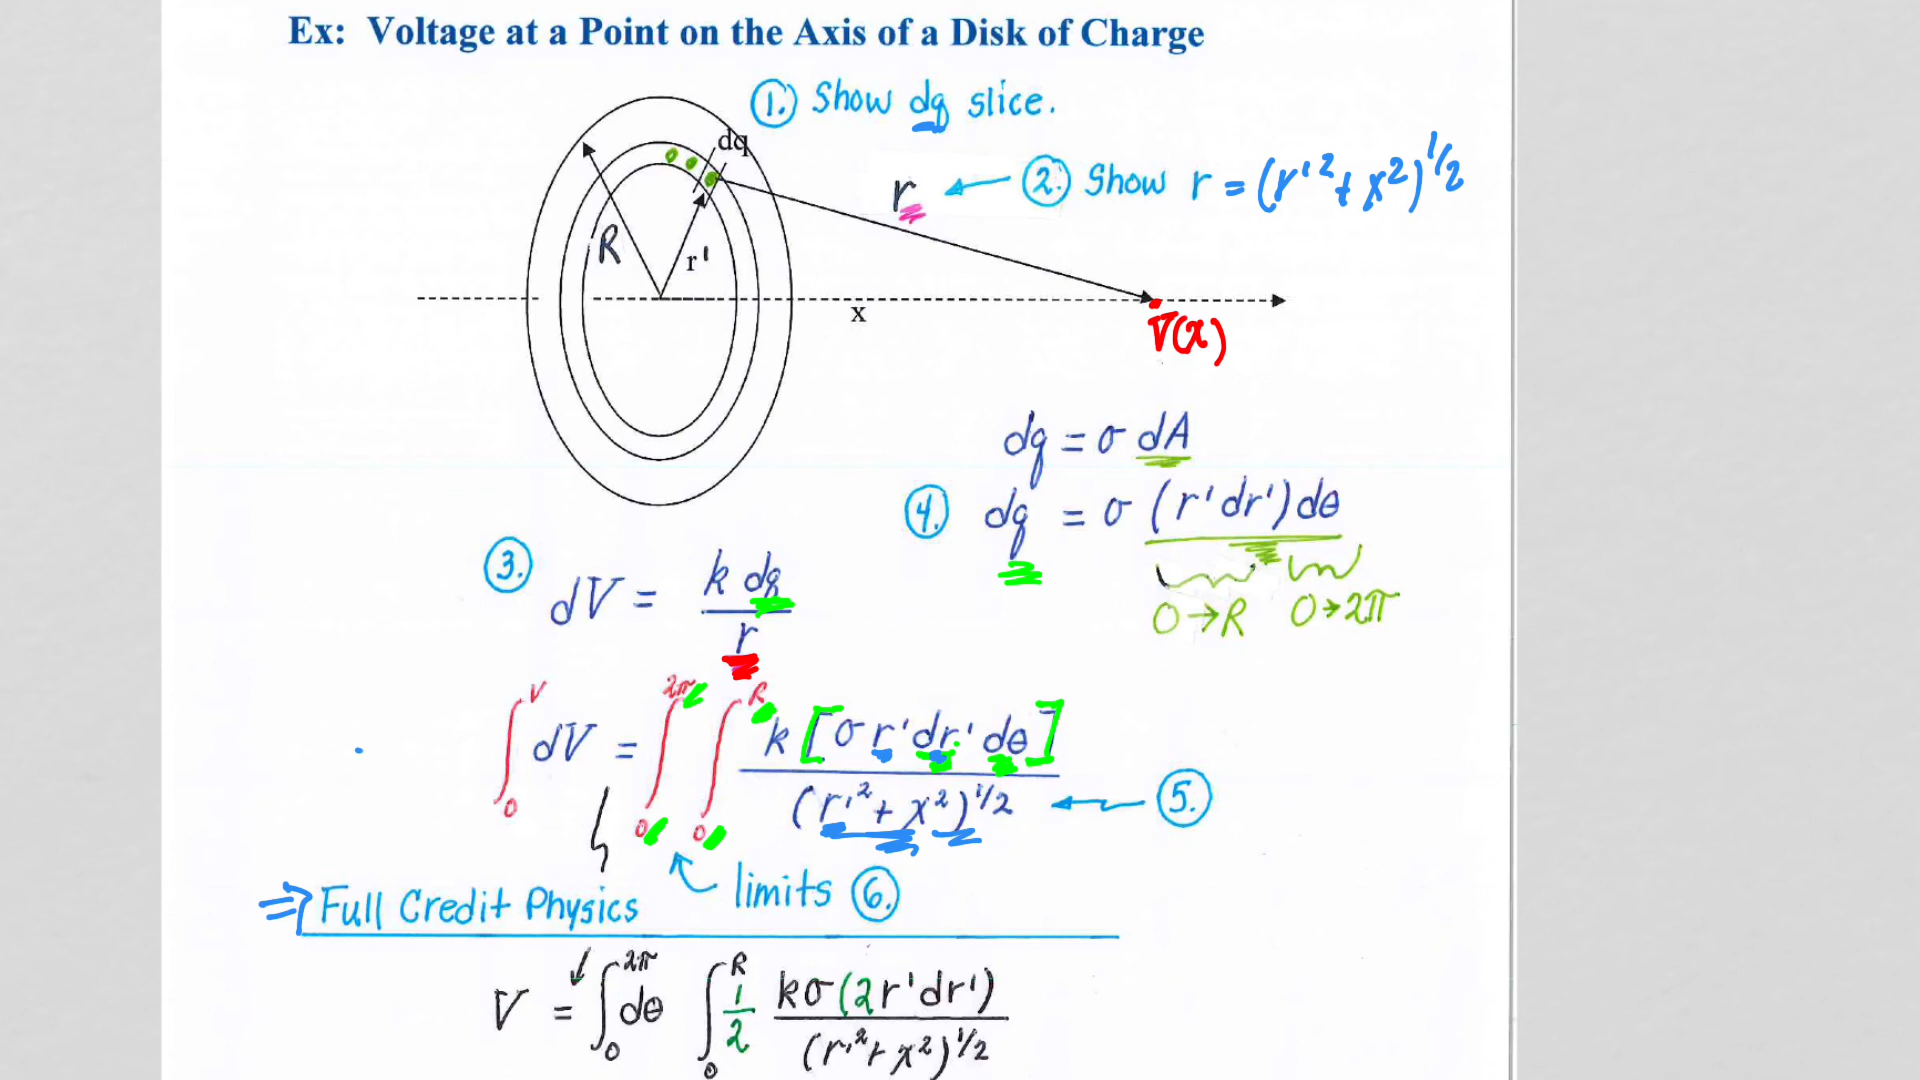 Ex: Voltage at a Point on the Axis of a Disk of Charge
1. Show dq slice.
dq
r ← 2. Show r = (r'² + x²)^1/2
R
r'
x
V(x)
dq = σ dA
4. dq = σ (r'dr')dθ
0→R 0→2π
3. dV = k dq / r
∫₀^V dV = ∫₀^2π ∫₀^R k [σ r'dr'dθ] / (r'² + x²)^1/2 ← 5.
limits 6.
⇒ Full Credit Physics
V = ∫₀^2π dθ ∫₀^R 1/2 kσ(2r'dr') / (r'² + x²)^1/2